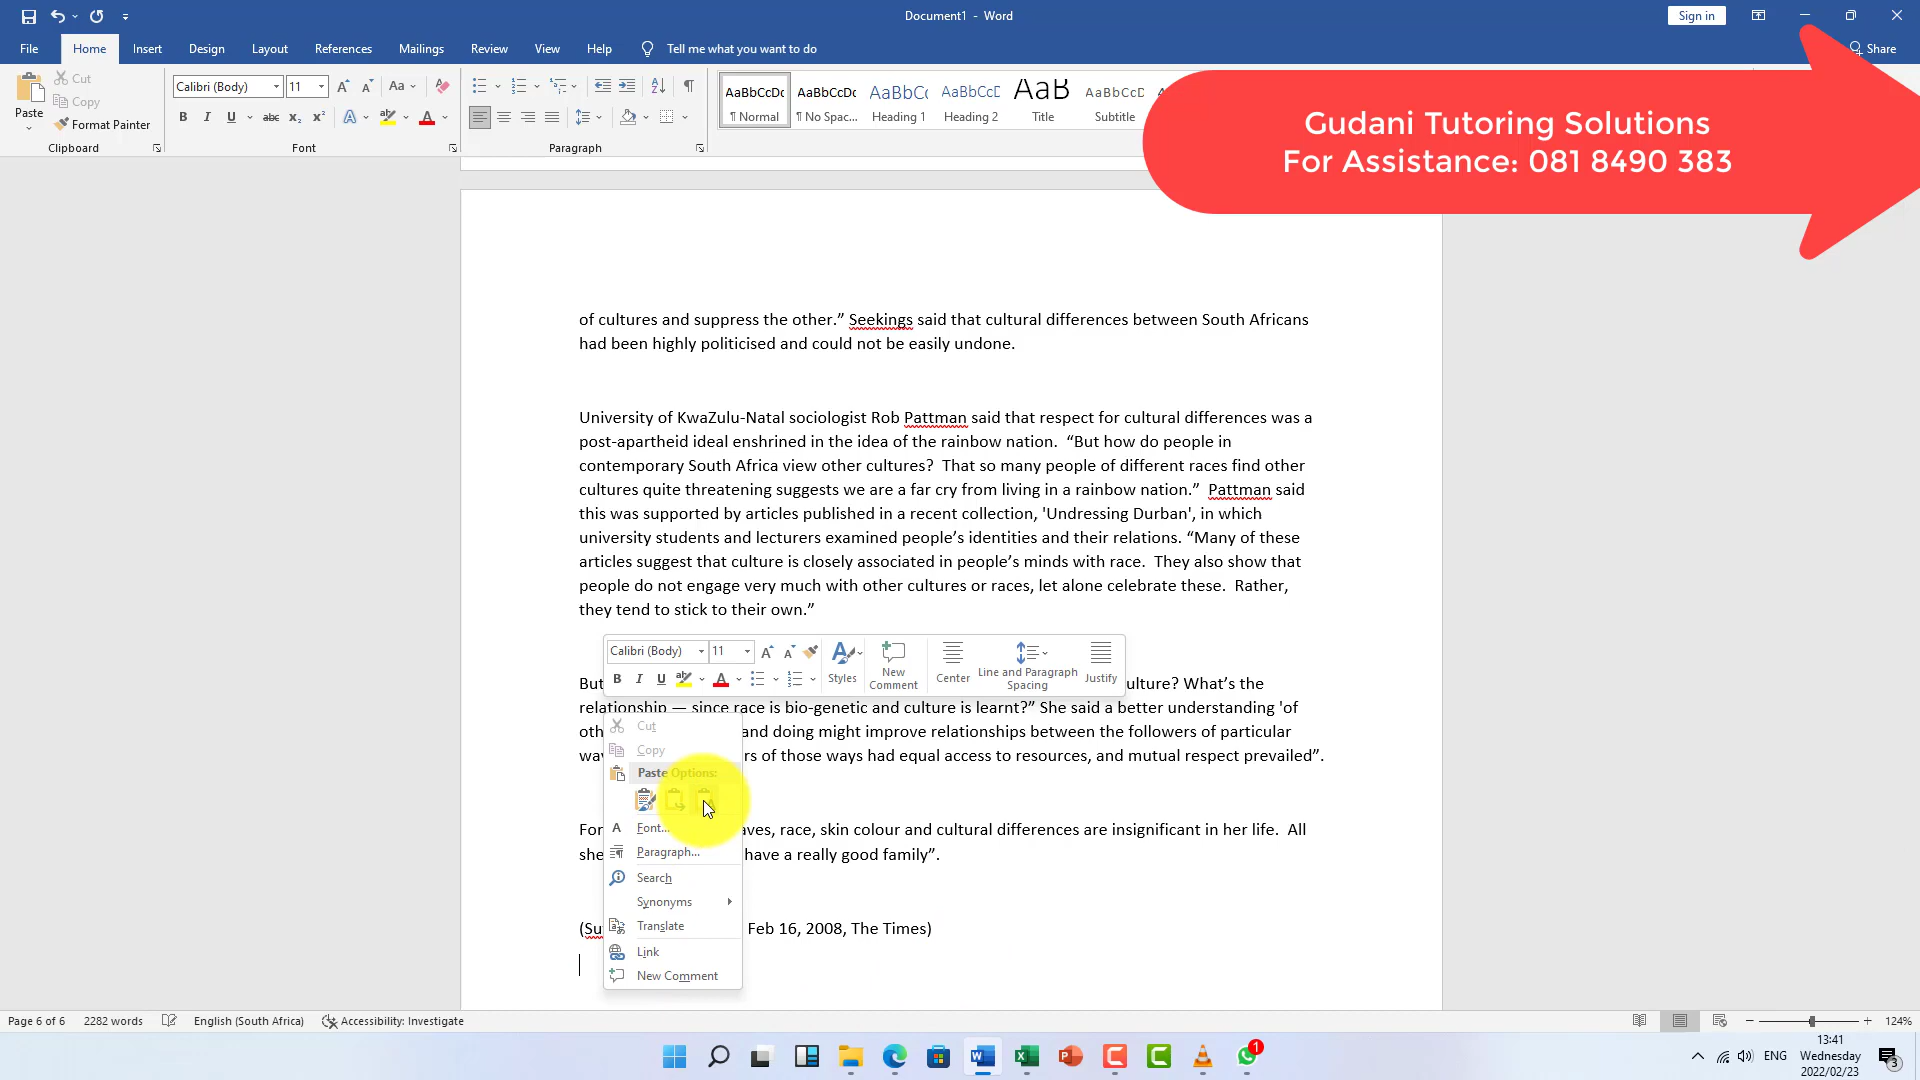 Document1 - Word
Sign in
File Home Insert Design Layout References Mailings Review View Help Tell me what you want to do
Share
Paste
Cut
Copy
Format Painter
Clipboard
Calibri (Body) 11
Font
Paragraph
AaBbCcDc AaBbCcDc AaBbCc AaBbCcD AaB AaBbCcD
¶ Normal ¶ No Spac... Heading 1 Heading 2 Title Subtitle
Gudani Tutoring Solutions
For Assistance: 081 8490 383
of cultures and suppress the other.” Seekings said that cultural differences between South Africans
had been highly politicised and could not be easily undone.
University of KwaZulu-Natal sociologist Rob Pattman said that respect for cultural differences was a
post-apartheid ideal enshrined in the idea of the rainbow nation.  “But how do people in
contemporary South Africa view other cultures?  That so many people of different races find other
cultures quite threatening suggests we are a far cry from living in a rainbow nation.”  Pattman said
this was supported by articles published in a recent collection, 'Undressing Durban', in which
university students and lecturers examined people’s identities and their relations. “Many of these
articles suggest that culture is closely associated in people’s minds with race.  They also show that
people do not engage very much with other cultures or races, let alone celebrate these.  Rather,
they tend to stick to their own.”
Calibri (Body) 11
Styles
New Comment
Center
Line and Paragraph Spacing
Justify
But ulture? What’s the
relationship — since race is bio-genetic and culture is learnt?” She said a better understanding 'of
oth and doing might improve relationships between the followers of particular
way rs of those ways had equal access to resources, and mutual respect prevailed”.
For aves, race, skin colour and cultural differences are insignificant in her life.  All
she have a really good family”.
(Su Feb 16, 2008, The Times)
Cut
Copy
Paste Options:
Font...
Paragraph...
Search
Synonyms
Translate
Link
New Comment
Page 6 of 6 2282 words English (South Africa) Accessibility: Investigate
124%
ENG
13:41
Wednesday
2022/02/23
1
3